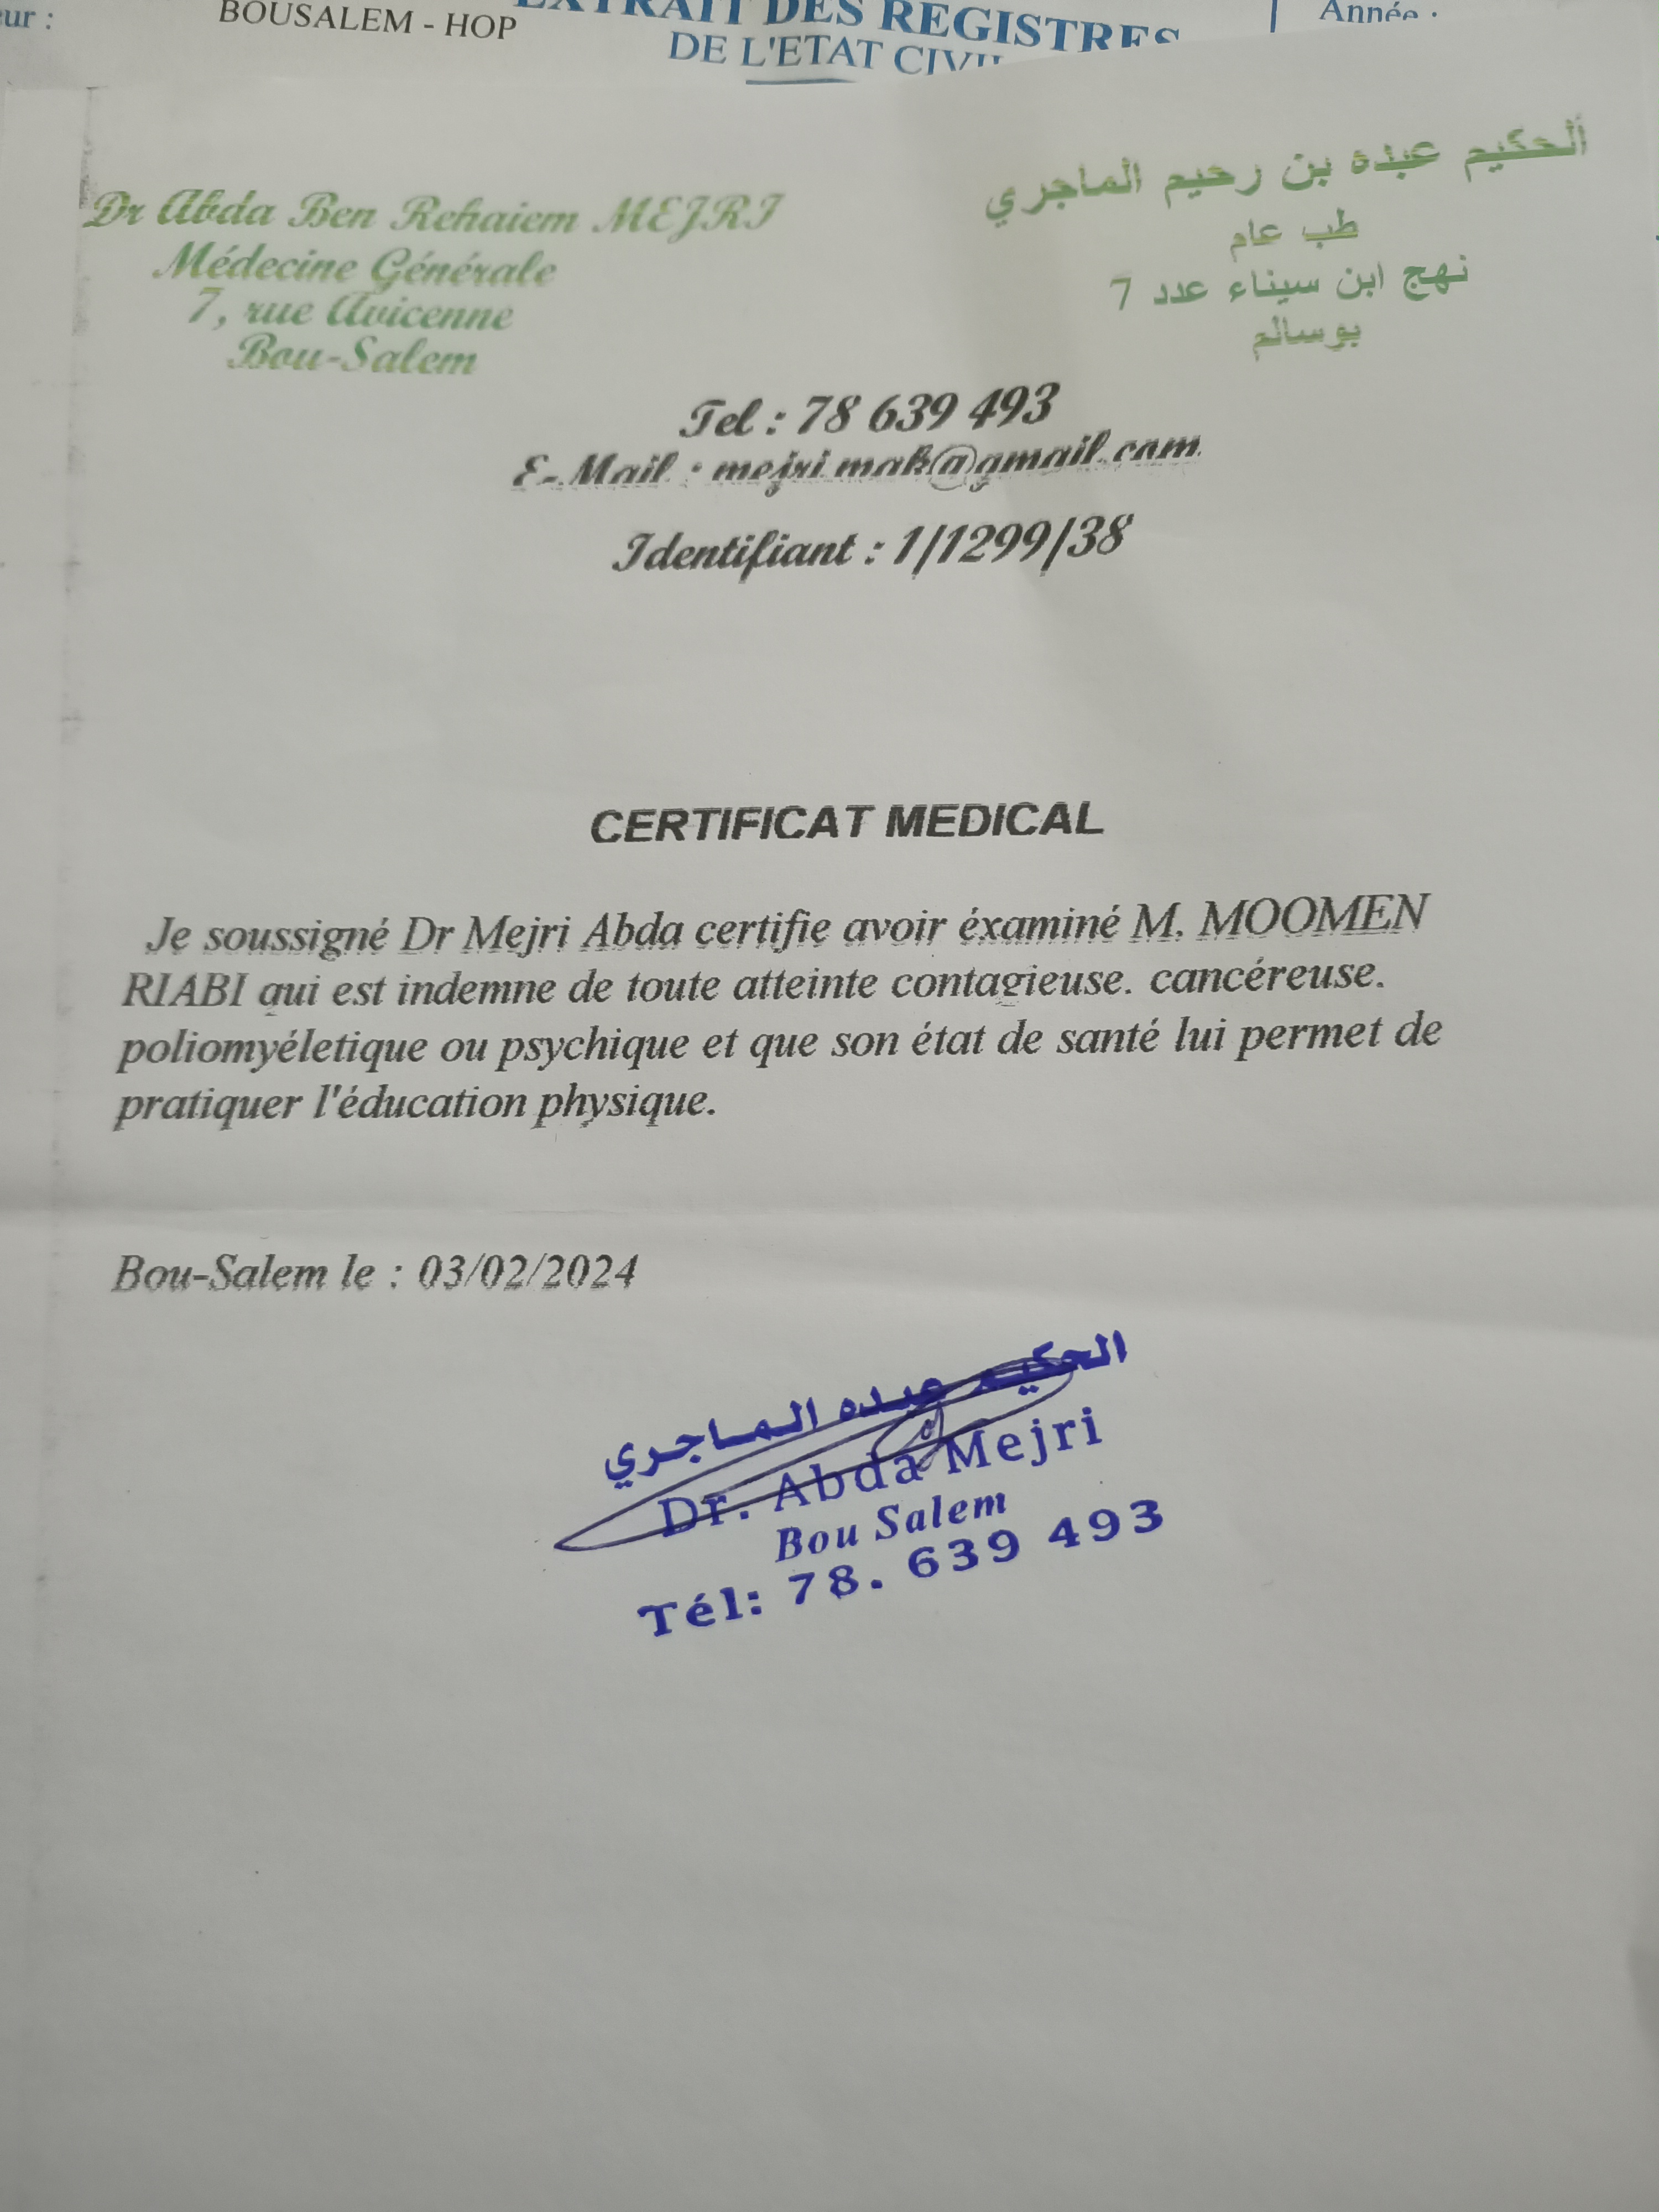 BOUSALEM - HOP
EXTRAIT DES REGISTRES
DE L'ETAT CIVIL
Année :
Dr Abda Ben Rehaiem MEJRI
Médecine Générale
7, rue Avicenne
Bou-Salem
ألحكيم عبده بن رحيم الماجري
طب عام
نهج ابن سيناء عدد 7
بوسالم
Tel : 78 639 493
E-Mail : mejri.mak@gmail.com
Identifiant : 1/1299/38
CERTIFICAT MEDICAL
Je soussigné Dr Mejri Abda certifie avoir éxaminé M. MOOMEN
RIABI qui est indemne de toute atteinte contagieuse. cancéreuse.
poliomyéletique ou psychique et que son état de santé lui permet de
pratiquer l'éducation physique.
Bou-Salem le : 03/02/2024
الحكيم عبده الماجري
Dr. Abda Mejri
Bou Salem
Tél: 78. 639 493